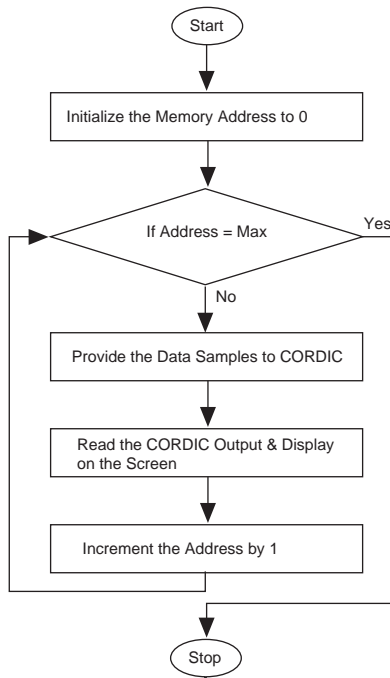 Start
Initialize the Memory Address to 0
If Address = Max
Yes
No
Provide the Data Samples to CORDIC
Read the CORDIC Output & Display
on the Screen
Increment the Address by 1
Stop